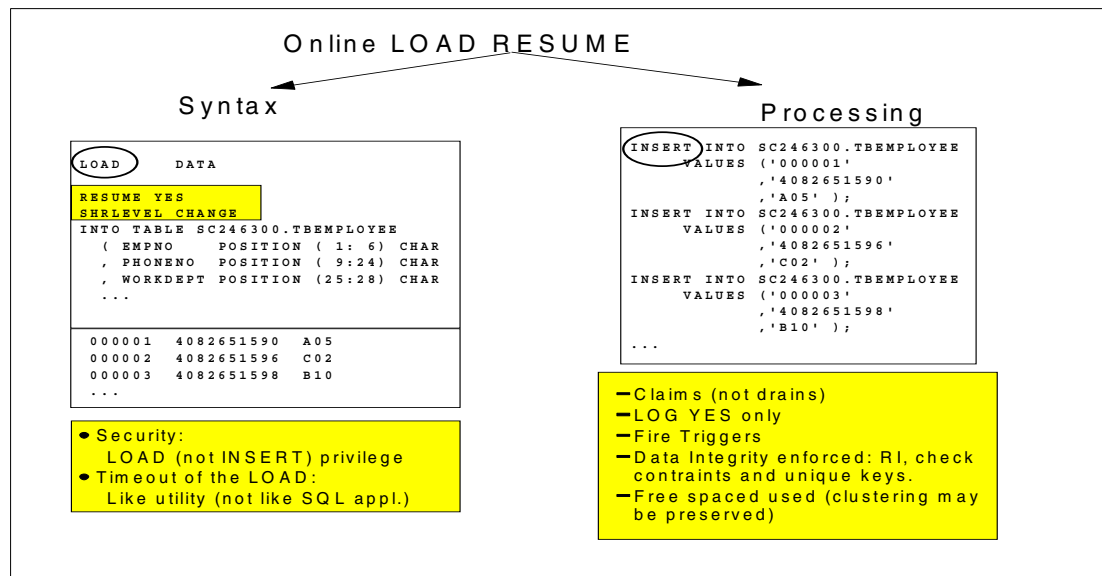 Online LOAD RESUME
Syntax
LOAD DATA
RESUME YES
SHRLEVEL CHANGE
INTO TABLE SC246300.TBEMPLOYEE
( EMPNO POSITION ( 1: 6) CHAR
, PHONENO POSITION ( 9:24) CHAR
, WORKDEPT POSITION (25:28) CHAR
...
000001 4082651590 A05
000002 4082651596 C02
000003 4082651598 B10
...
● Security:
LOAD (not INSERT) privilege
● Timeout of the LOAD:
Like utility (not like SQL appl.)
Processing
INSERT INTO SC246300.TBEMPLOYEE
VALUES ('000001'
,'4082651590'
,'A05' );
INSERT INTO SC246300.TBEMPLOYEE
VALUES ('000002'
,'4082651596'
,'C02' );
INSERT INTO SC246300.TBEMPLOYEE
VALUES ('000003'
,'4082651598'
,'B10' );
...
–Claims (not drains)
–LOG YES only
–Fire Triggers
–Data Integrity enforced: RI, check
contraints and unique keys.
–Free spaced used (clustering may
be preserved)